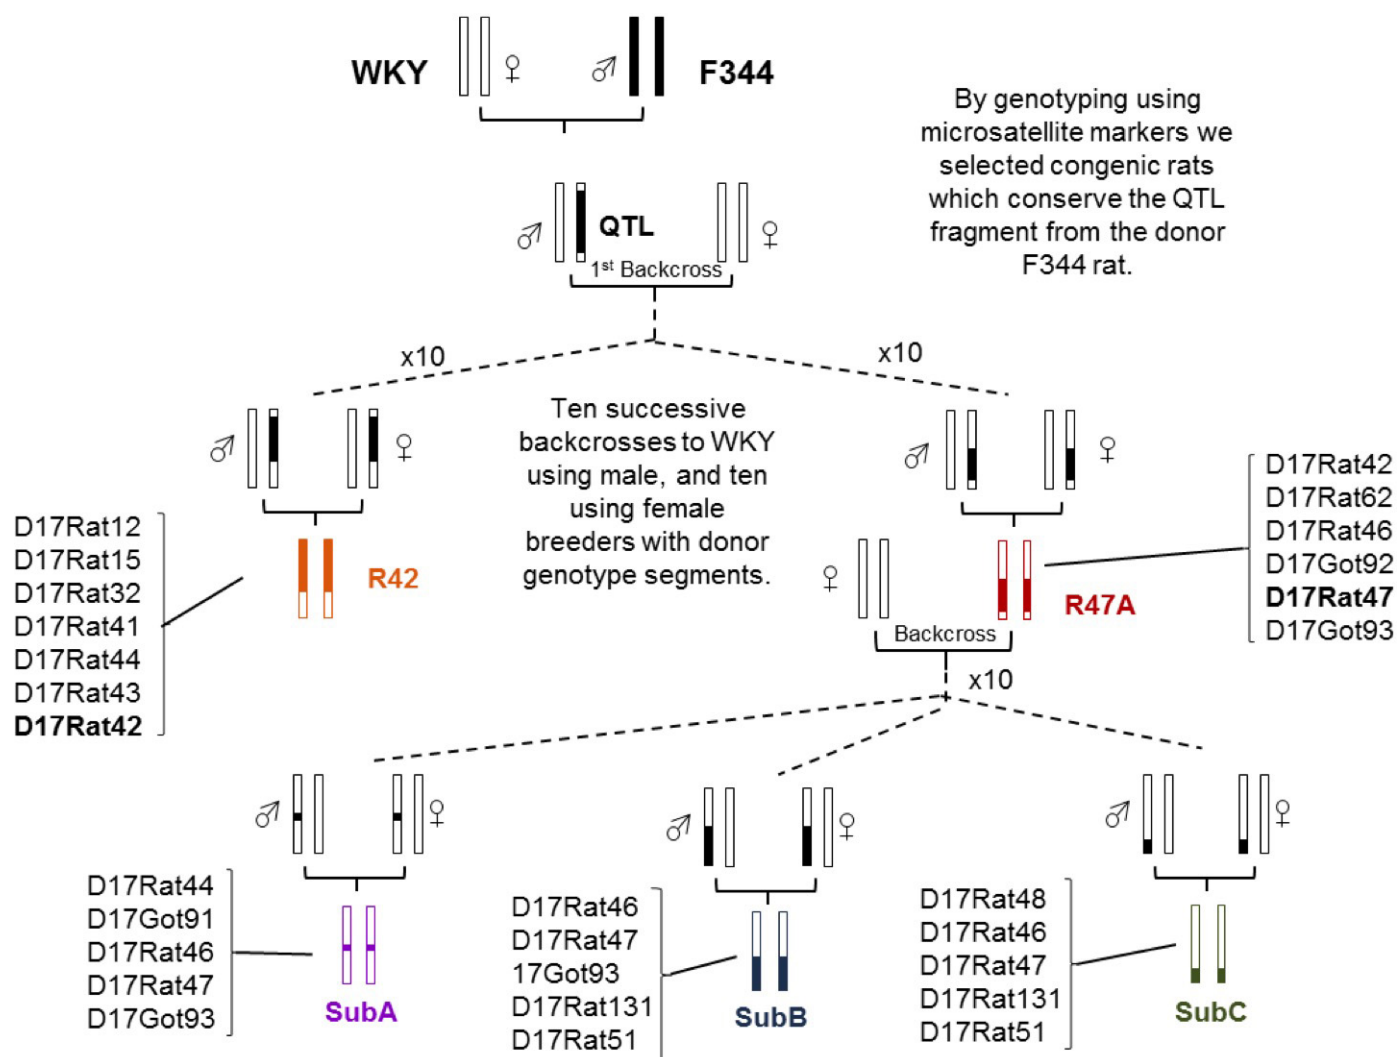 WKY
♀
♂
F344
By genotyping using
microsatellite markers we
selected congenic rats
which conserve the QTL
fragment from the donor
F344 rat.
♂
QTL
♀
1st Backcross
x10
x10
Ten successive
backcrosses to WKY
using male, and ten
using female
breeders with donor
genotype segments.
♂
♀
♂
♀
D17Rat12
D17Rat15
D17Rat32
D17Rat41
D17Rat44
D17Rat43
D17Rat42
R42
♀
R47A
Backcross
D17Rat42
D17Rat62
D17Rat46
D17Got92
D17Rat47
D17Got93
x10
♂
♀
♂
♀
♂
♀
D17Rat44
D17Got91
D17Rat46
D17Rat47
D17Got93
SubA
D17Rat46
D17Rat47
17Got93
D17Rat131
D17Rat51
SubB
D17Rat48
D17Rat46
D17Rat47
D17Rat131
D17Rat51
SubC